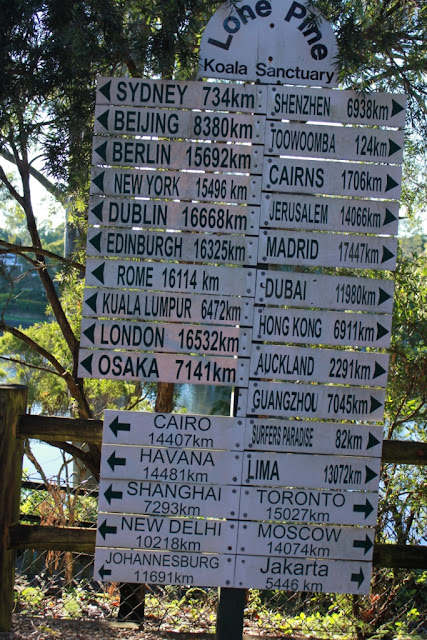 Lone Pine
Koala Sanctuary
SYDNEY 734km
BEIJING 8380km
BERLIN 15692km
NEW YORK 15496 km
DUBLIN 16668km
EDINBURGH 16325km
ROME 16114 km
KUALA LUMPUR 6472km
LONDON 16532km
OSAKA 7141km
CAIRO
14407km
HAVANA
14481km
SHANGHAI
7293km
NEW DELHI
10218km
JOHANNESBURG
11691km
SHENZHEN 6938km
TOOWOOMBA 124km
CAIRNS 1706km
JERUSALEM 14066km
MADRID 17447km
DUBAI 11980km
HONG KONG 6911km
AUCKLAND 2291km
GUANGZHOU 7045km
SURFERS PARADISE 82km
LIMA 13072km
TORONTO
15027km
MOSCOW
14074km
Jakarta
5446 km